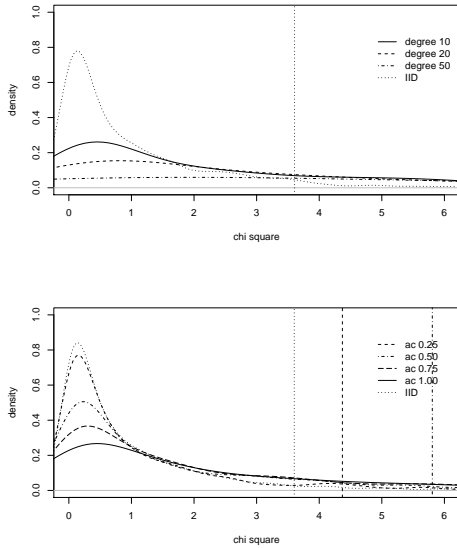 1.0
0.8
0.6
0.4
0.2
0.0
density
degree 10
degree 20
degree 50
IID
0 1 2 3 4 5 6
chi square
1.0
0.8
0.6
0.4
0.2
0.0
density
ac 0.25
ac 0.50
ac 0.75
ac 1.00
IID
0 1 2 3 4 5 6
chi square